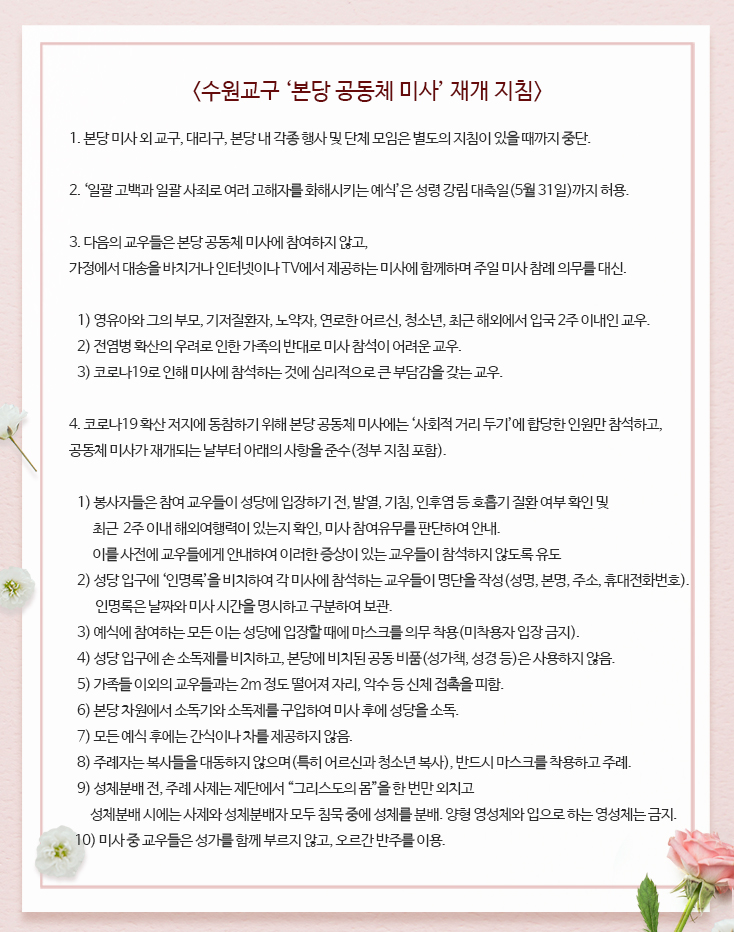 <수원교구 ‘본당 공동체 미사’ 재개 지침>
1. 본당 미사 외 교구, 대리구, 본당 내 각종 행사 및 단체 모임은 별도의 지침이 있을 때까지 중단.
2. ‘일괄 고백과 일괄 사죄로 여러 고해자를 화해시키는 예식’은 성령 강림 대축일(5월 31일)까지 허용.
3. 다음의 교우들은 본당 공동체 미사에 참여하지 않고,
가정에서 대송을 바치거나 인터넷이나 TV에서 제공하는 미사에 함께하며 주일 미사 참례 의무를 대신.
1) 영유아와 그의 부모, 기저질환자, 노약자, 연로한 어르신, 청소년, 최근 해외에서 입국 2주 이내인 교우.
2) 전염병 확산의 우려로 인한 가족의 반대로 미사 참석이 어려운 교우.
3) 코로나19로 인해 미사에 참석하는 것에 심리적으로 큰 부담감을 갖는 교우.
4. 코로나19 확산 저지에 동참하기 위해 본당 공동체 미사에는 ‘사회적 거리 두기’에 합당한 인원만 참석하고,
공동체 미사가 재개되는 날부터 아래의 사항을 준수(정부 지침 포함).
1) 봉사자들은 참여 교우들이 성당에 입장하기 전, 발열, 기침, 인후염 등 호흡기 질환 여부 확인 및
최근 2주 이내 해외여행력이 있는지 확인, 미사 참여유무를 판단하여 안내.
이를 사전에 교우들에게 안내하여 이러한 증상이 있는 교우들이 참석하지 않도록 유도
2) 성당 입구에 ‘인명록’을 비치하여 각 미사에 참석하는 교우들이 명단을 작성(성명, 본명, 주소, 휴대전화번호).
인명록은 날짜와 미사 시간을 명시하고 구분하여 보관.
3) 예식에 참여하는 모든 이는 성당에 입장할 때에 마스크를 의무 착용(미착용자 입장 금지).
4) 성당 입구에 손 소독제를 비치하고, 본당에 비치된 공동 비품(성가책, 성경 등)은 사용하지 않음.
5) 가족들 이외의 교우들과는 2m 정도 떨어져 자리, 악수 등 신체 접촉을 피함.
6) 본당 차원에서 소독기와 소독제를 구입하여 미사 후에 성당을 소독.
7) 모든 예식 후에는 간식이나 차를 제공하지 않음.
8) 주례자는 복사들을 대동하지 않으며(특히 어르신과 청소년 복사), 반드시 마스크를 착용하고 주례.
9) 성체분배 전, 주례 사제는 제단에서 “그리스도의 몸”을 한 번만 외치고
성체분배 시에는 사제와 성체분배자 모두 침묵 중에 성체를 분배. 양형 영성체와 입으로 하는 영성체는 금지.
10) 미사 중 교우들은 성가를 함께 부르지 않고, 오르간 반주를 이용.